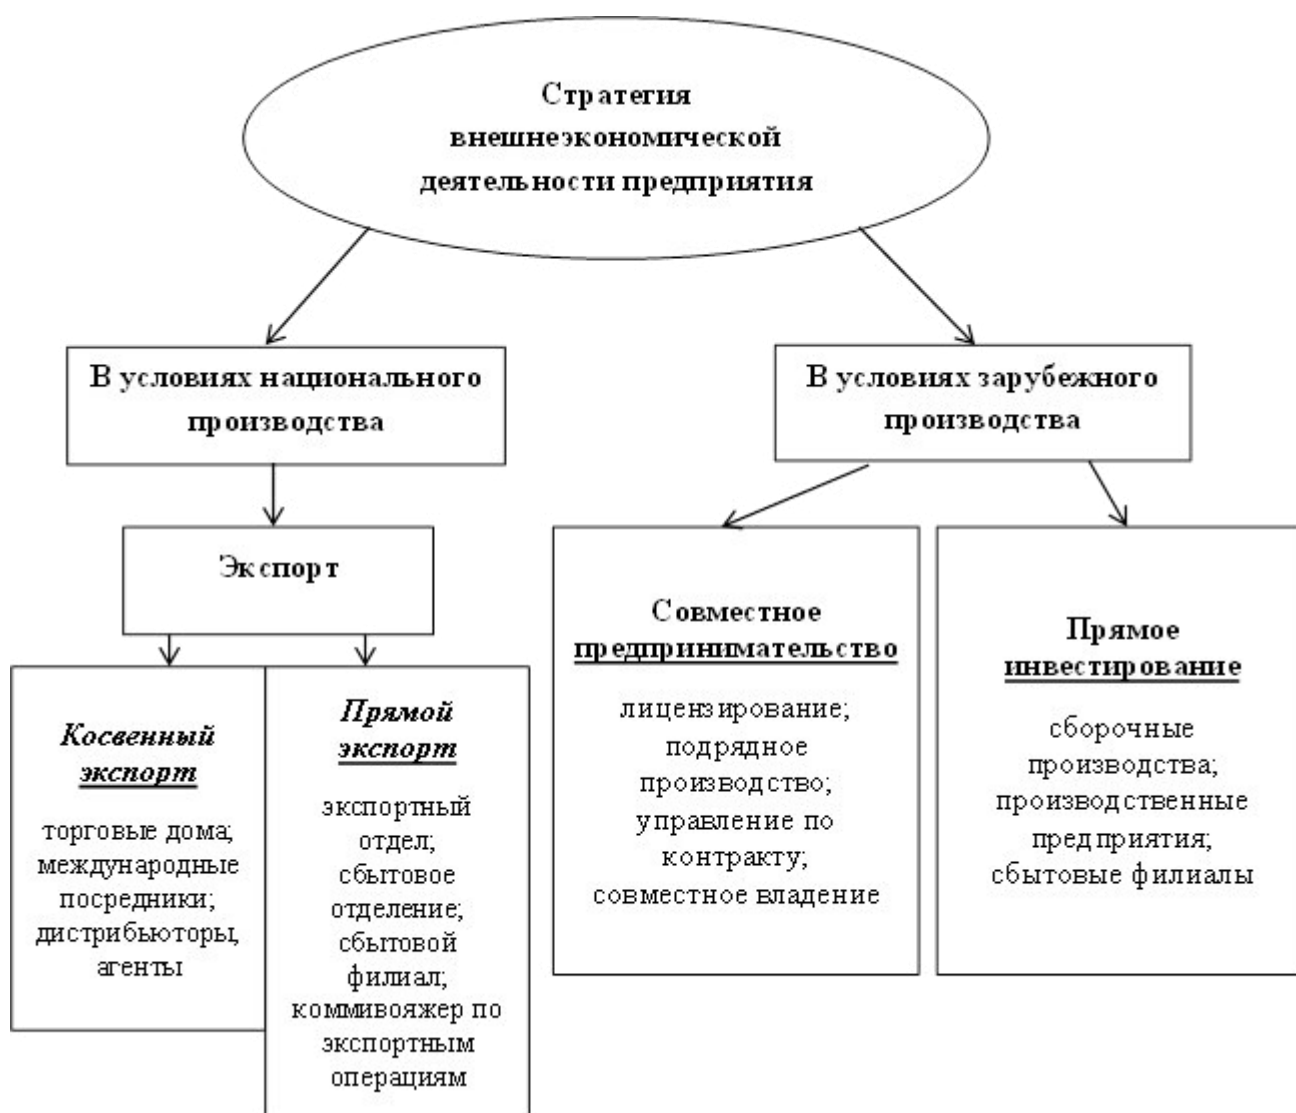 Стратегия
внешнеэкономической
деятельности предприятия
В условиях национального
производства
В условиях зарубежного
производства
Экспорт
Косвенный
экспорт
торговые дома;
международные
посредники;
дистрибьюторы,
агенты
Прямой
экспорт
экспортный
отдел;
сбытовое
отделение;
сбытовой
филиал;
коммивояжер по
экспортным
операциям
Совместное
предпринимательство
лицензирование;
подрядное
производство;
управление по
контракту;
совместное владение
Прямое
инвестирование
сборочные
производства;
производственные
предприятия;
сбытовые филиалы